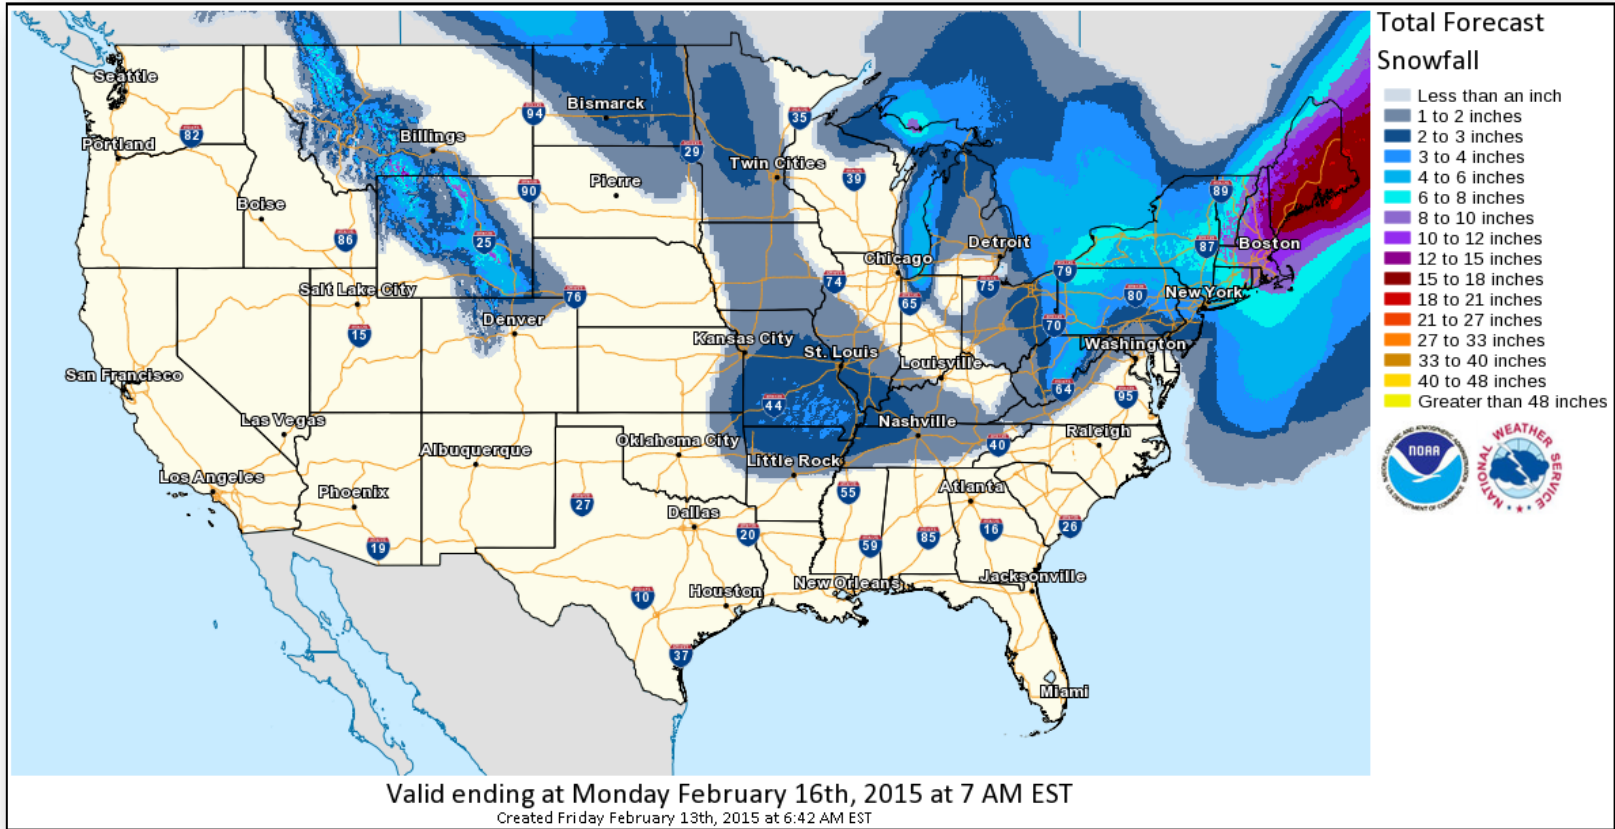 Total Forecast
Snowfall
Less than an inch
1 to 2 inches
2 to 3 inches
3 to 4 inches
4 to 6 inches
6 to 8 inches
8 to 10 inches
10 to 12 inches
12 to 15 inches
15 to 18 inches
18 to 21 inches
21 to 27 inches
27 to 33 inches
33 to 40 inches
40 to 48 inches
Greater than 48 inches
NOAA
NATIONAL WEATHER SERVICE
Seattle
82
Portland
Billings
94
Bismarck
35
29
Twin Cities
39
89
Boise
90
Pierre
86
25
Detroit
87
Boston
Chicago
79
Salt Lake City
76
74
65
75
80
New York
15
Denver
70
Kansas City
St. Louis
Louisville
Washington
San Francisco
44
64
95
Las Vegas
Albuquerque
Oklahoma City
Nashville
40
Raleigh
Los Angeles
Phoenix
Little Rock
27
Dallas
55
Atlanta
19
20
59
85
16
26
10
Houston
New Orleans
Jacksonville
37
Miami
Valid ending at Monday February 16th, 2015 at 7 AM EST
Created Friday February 13th, 2015 at 6:42 AM EST